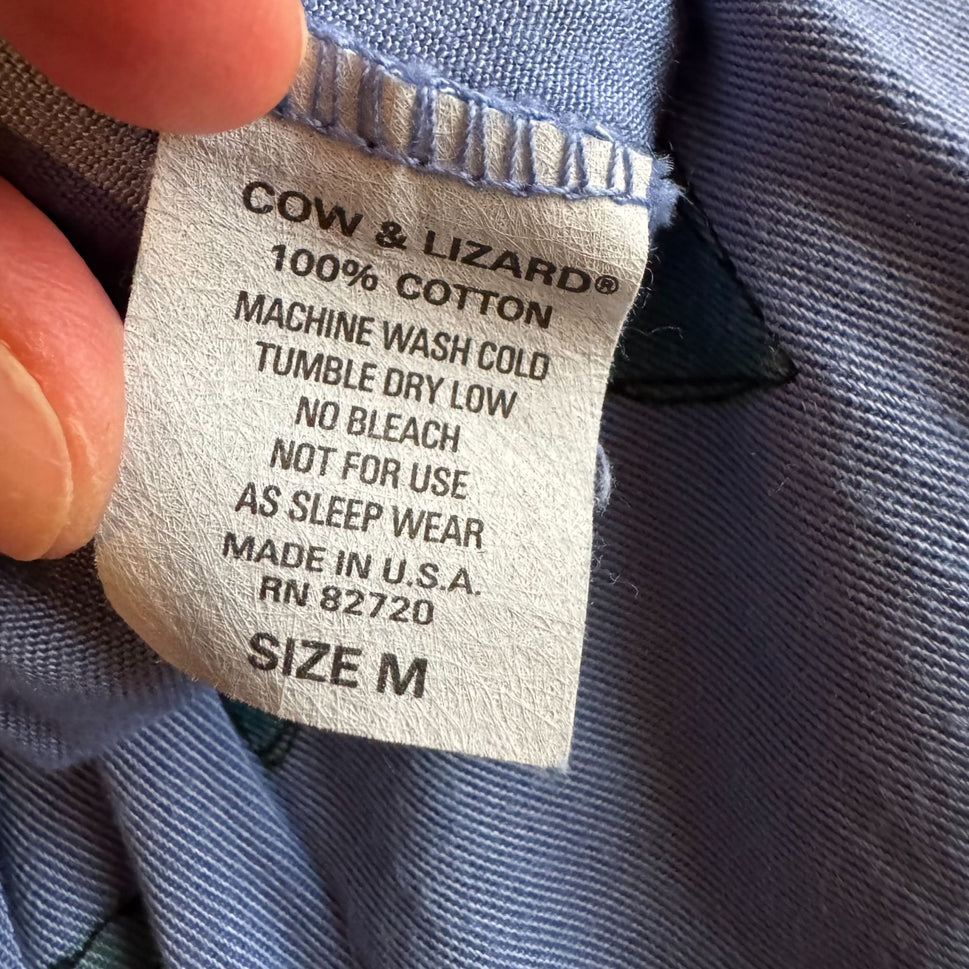 COW & LIZARD®
100% COTTON
MACHINE WASH COLD
TUMBLE DRY LOW
NO BLEACH
NOT FOR USE
AS SLEEP WEAR
MADE IN U.S.A.
RN 82720
SIZE M